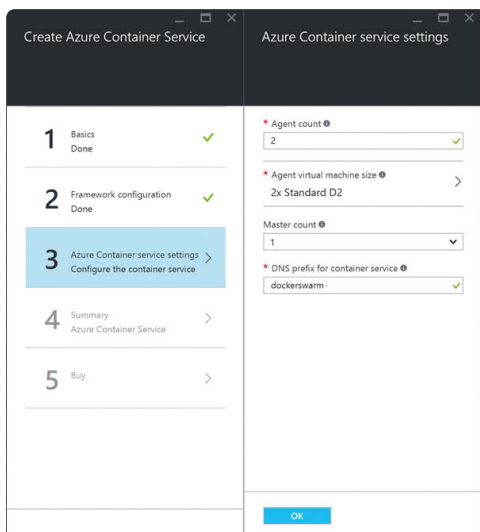 Create Azure Container Service
1 Basics
Done
2 Framework configuration
Done
3 Azure Container service settings
Configure the container service
4 Summary
Azure Container Service
5 Buy
Azure Container service settings
* Agent count
2
* Agent virtual machine size
2x Standard D2
Master count
1
* DNS prefix for container service
dockerswarm-
OK